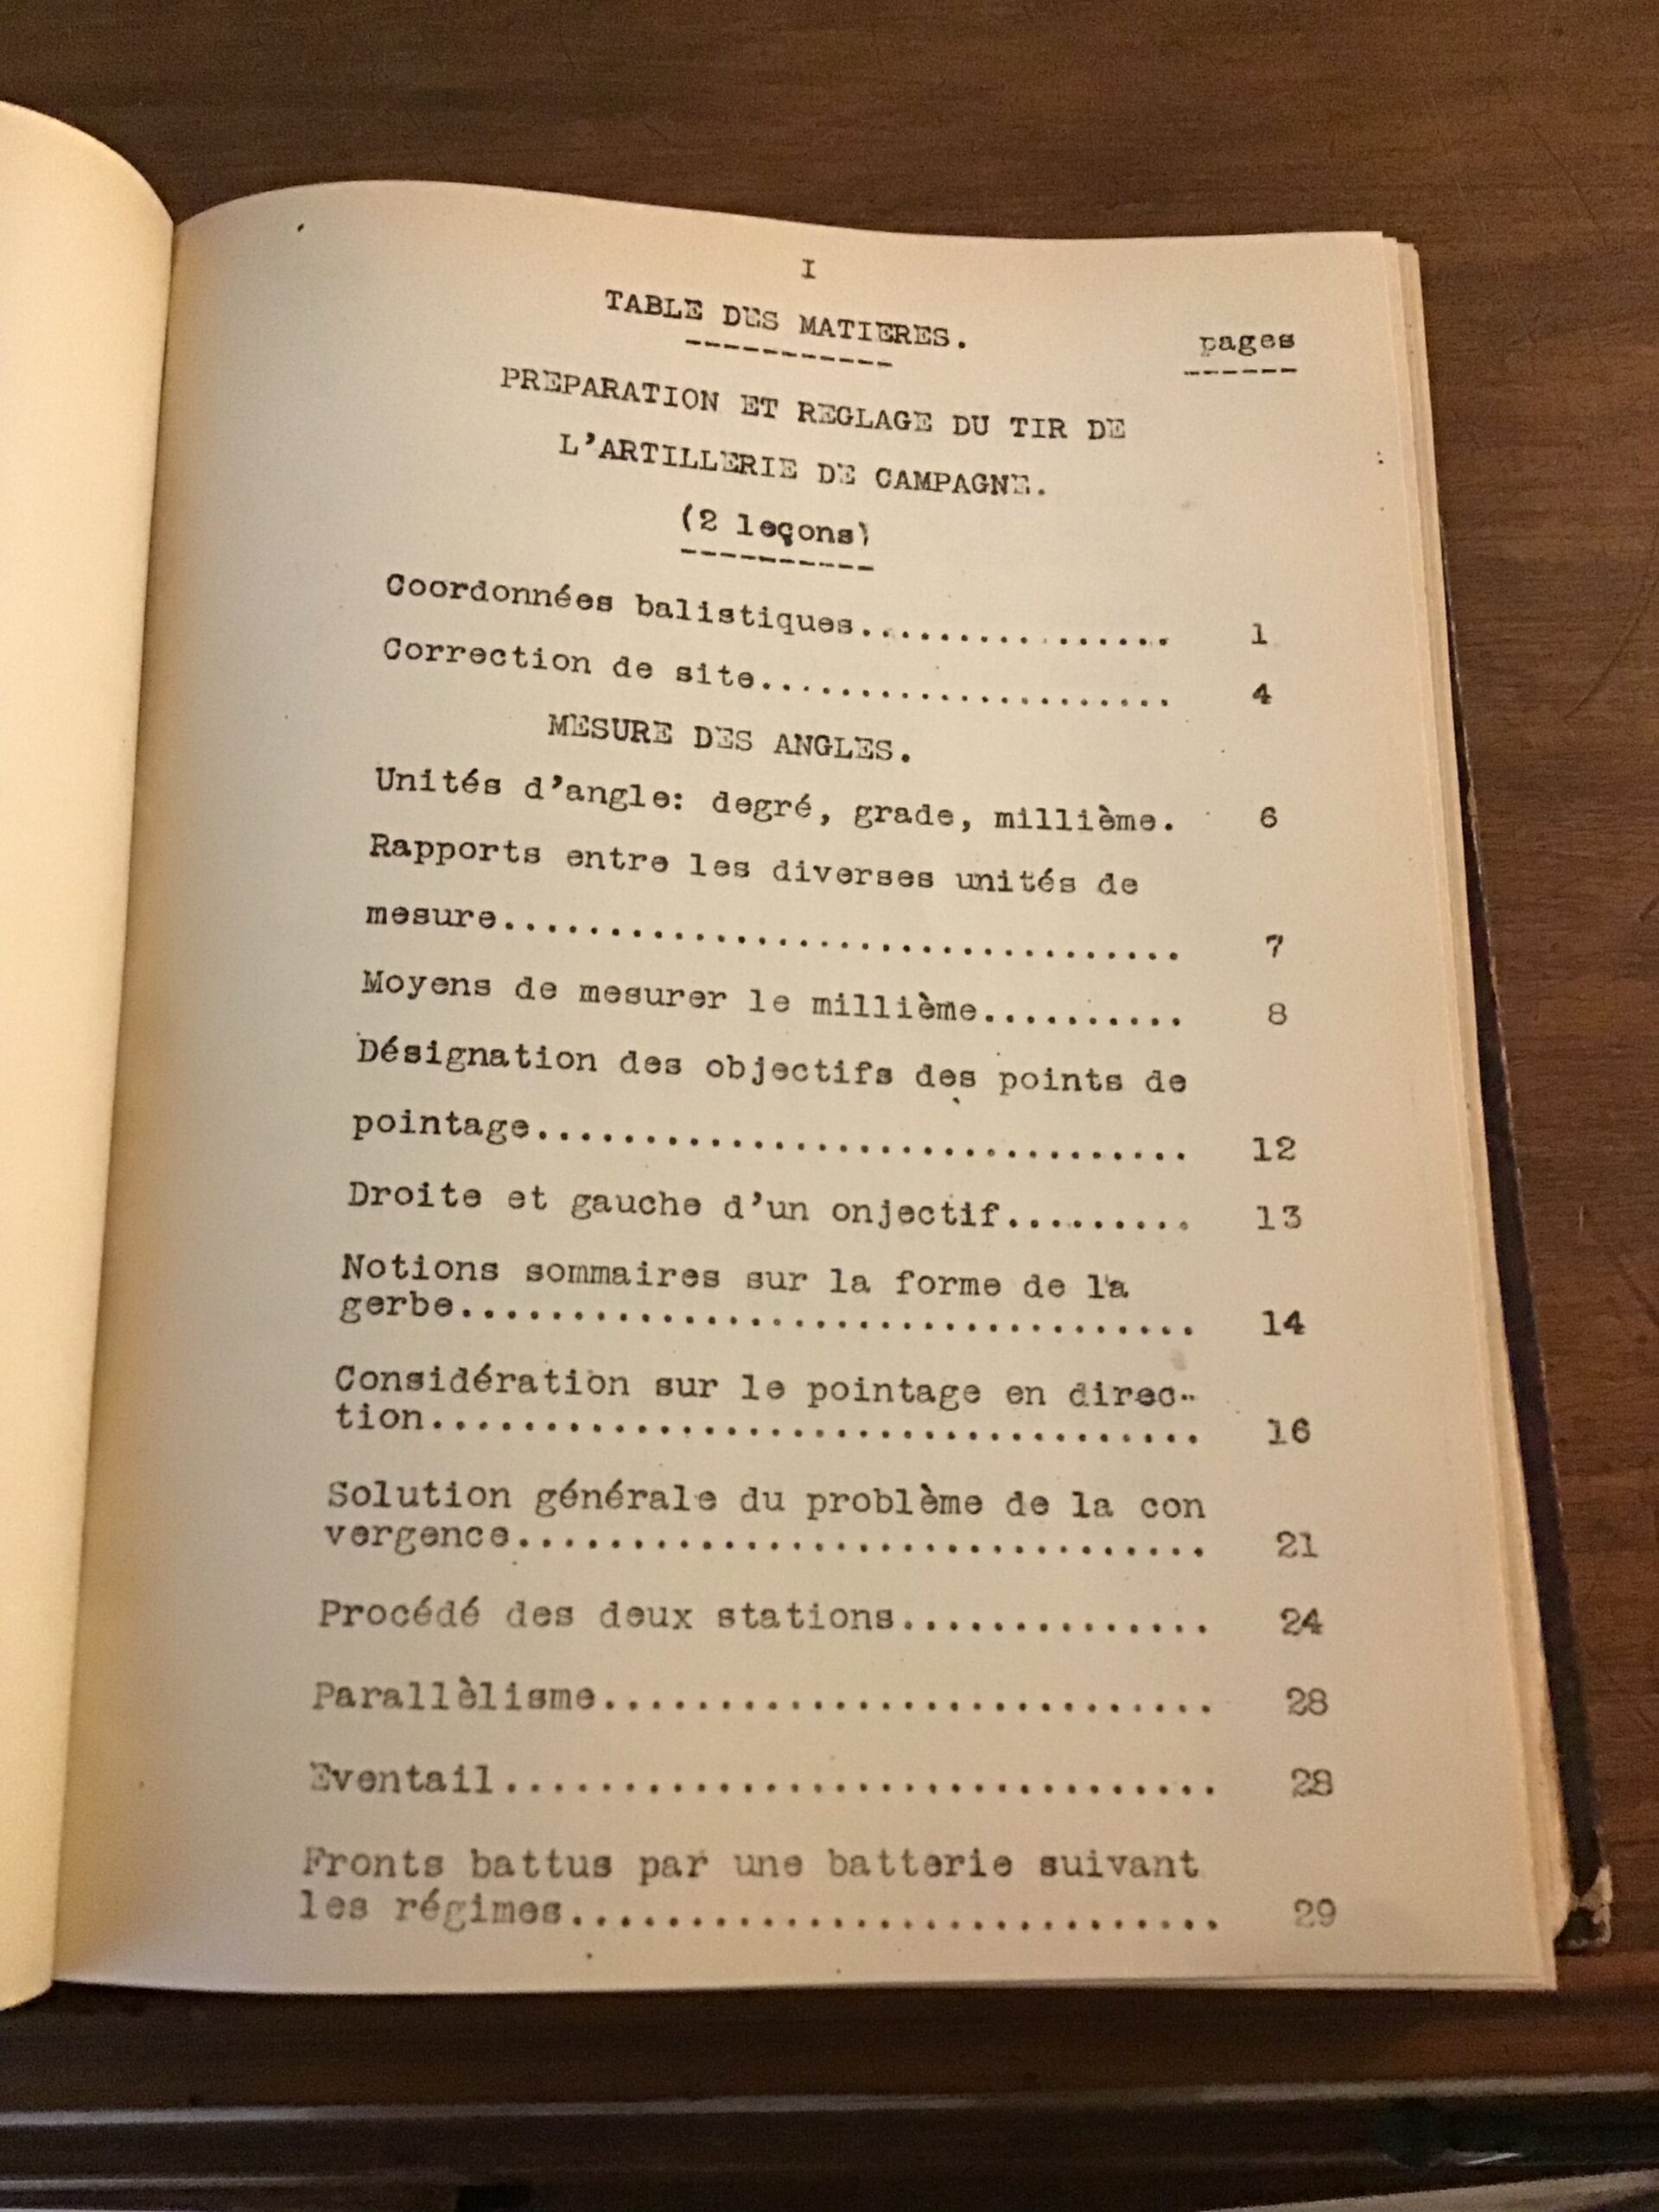 I
TABLE DES MATIERES.
pages
PREPARATION ET REGLAGE DU TIR DE
L'ARTILLERIE DE CAMPAGNE.
(2 leçons)
Coordonnées balistiques................ 1
Correction de site..................... 4
MESURE DES ANGLES.
Unités d'angle: degré, grade, millième. 6
Rapports entre les diverses unités de
mesure................................. 7
Moyens de mesurer le millième.......... 8
Désignation des objectifs des points de
pointage............................... 12
Droite et gauche d'un onjectif......... 13
Notions sommaires sur la forme de la
gerbe.................................. 14
Considération sur le pointage en direc-
tion................................... 16
Solution générale du problème de la con
vergence............................... 21
Procédé des deux stations.............. 24
Parallèlisme........................... 28
Eventail............................... 28
Fronts battus par une batterie suivant
les régimes............................ 29